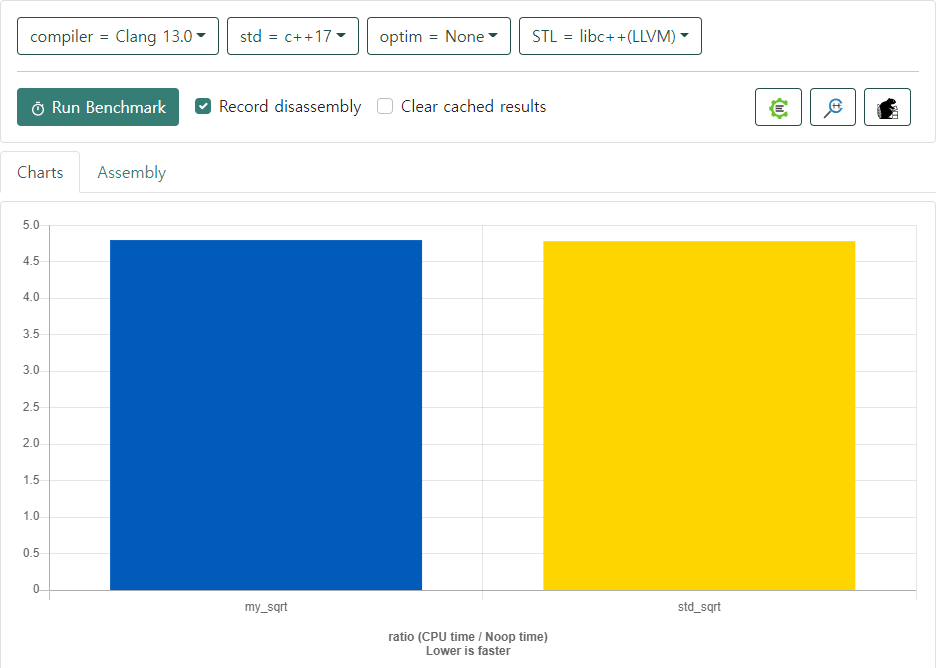 compiler = Clang 13.0 std = c++17 optim = None STL = libc++(LLVM)
Run Benchmark Record disassembly Clear cached results
Charts Assembly
5.0
4.5
4.0
3.5
3.0
2.5
2.0
1.5
1.0
0.5
0
my_sqrt std_sqrt
ratio (CPU time / Noop time)
Lower is faster